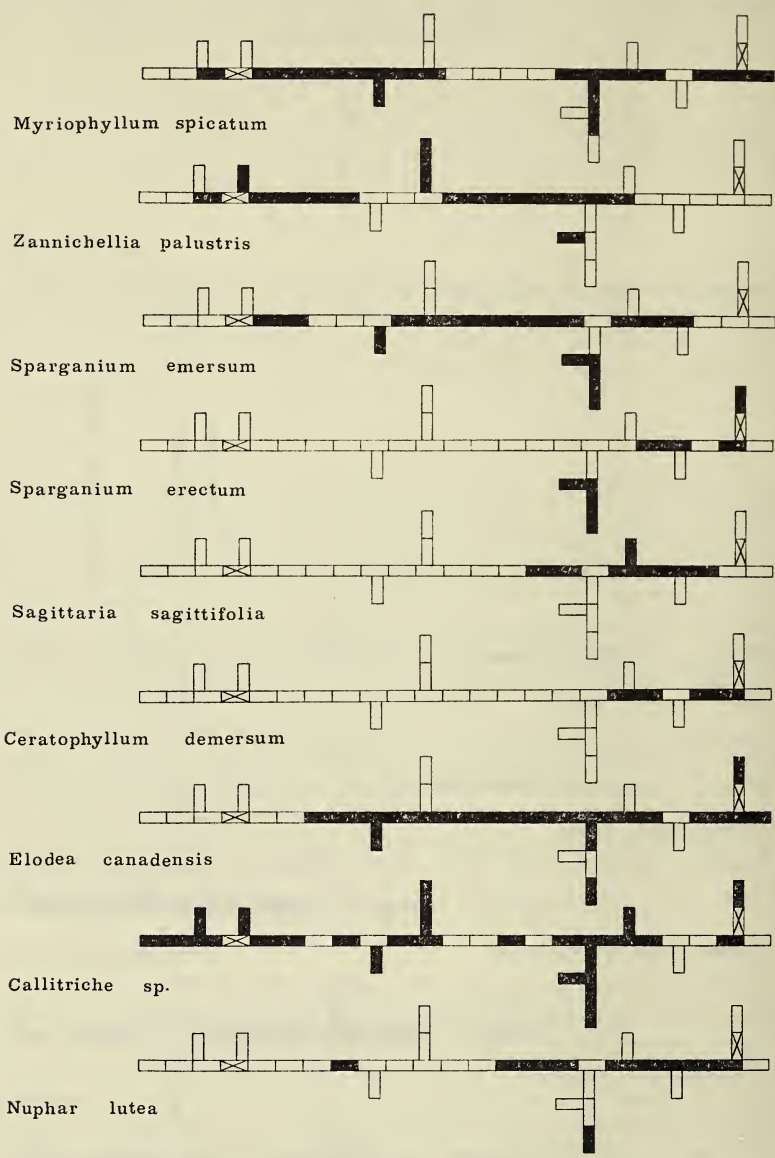 Myriophyllum spicatum
Zannichellia palustris
Sparganium emersum
Sparganium erectum
Sagittaria sagittifolia
Ceratophyllum demersum
Elodea canadensis
Callitriche sp.
Nuphar lutea